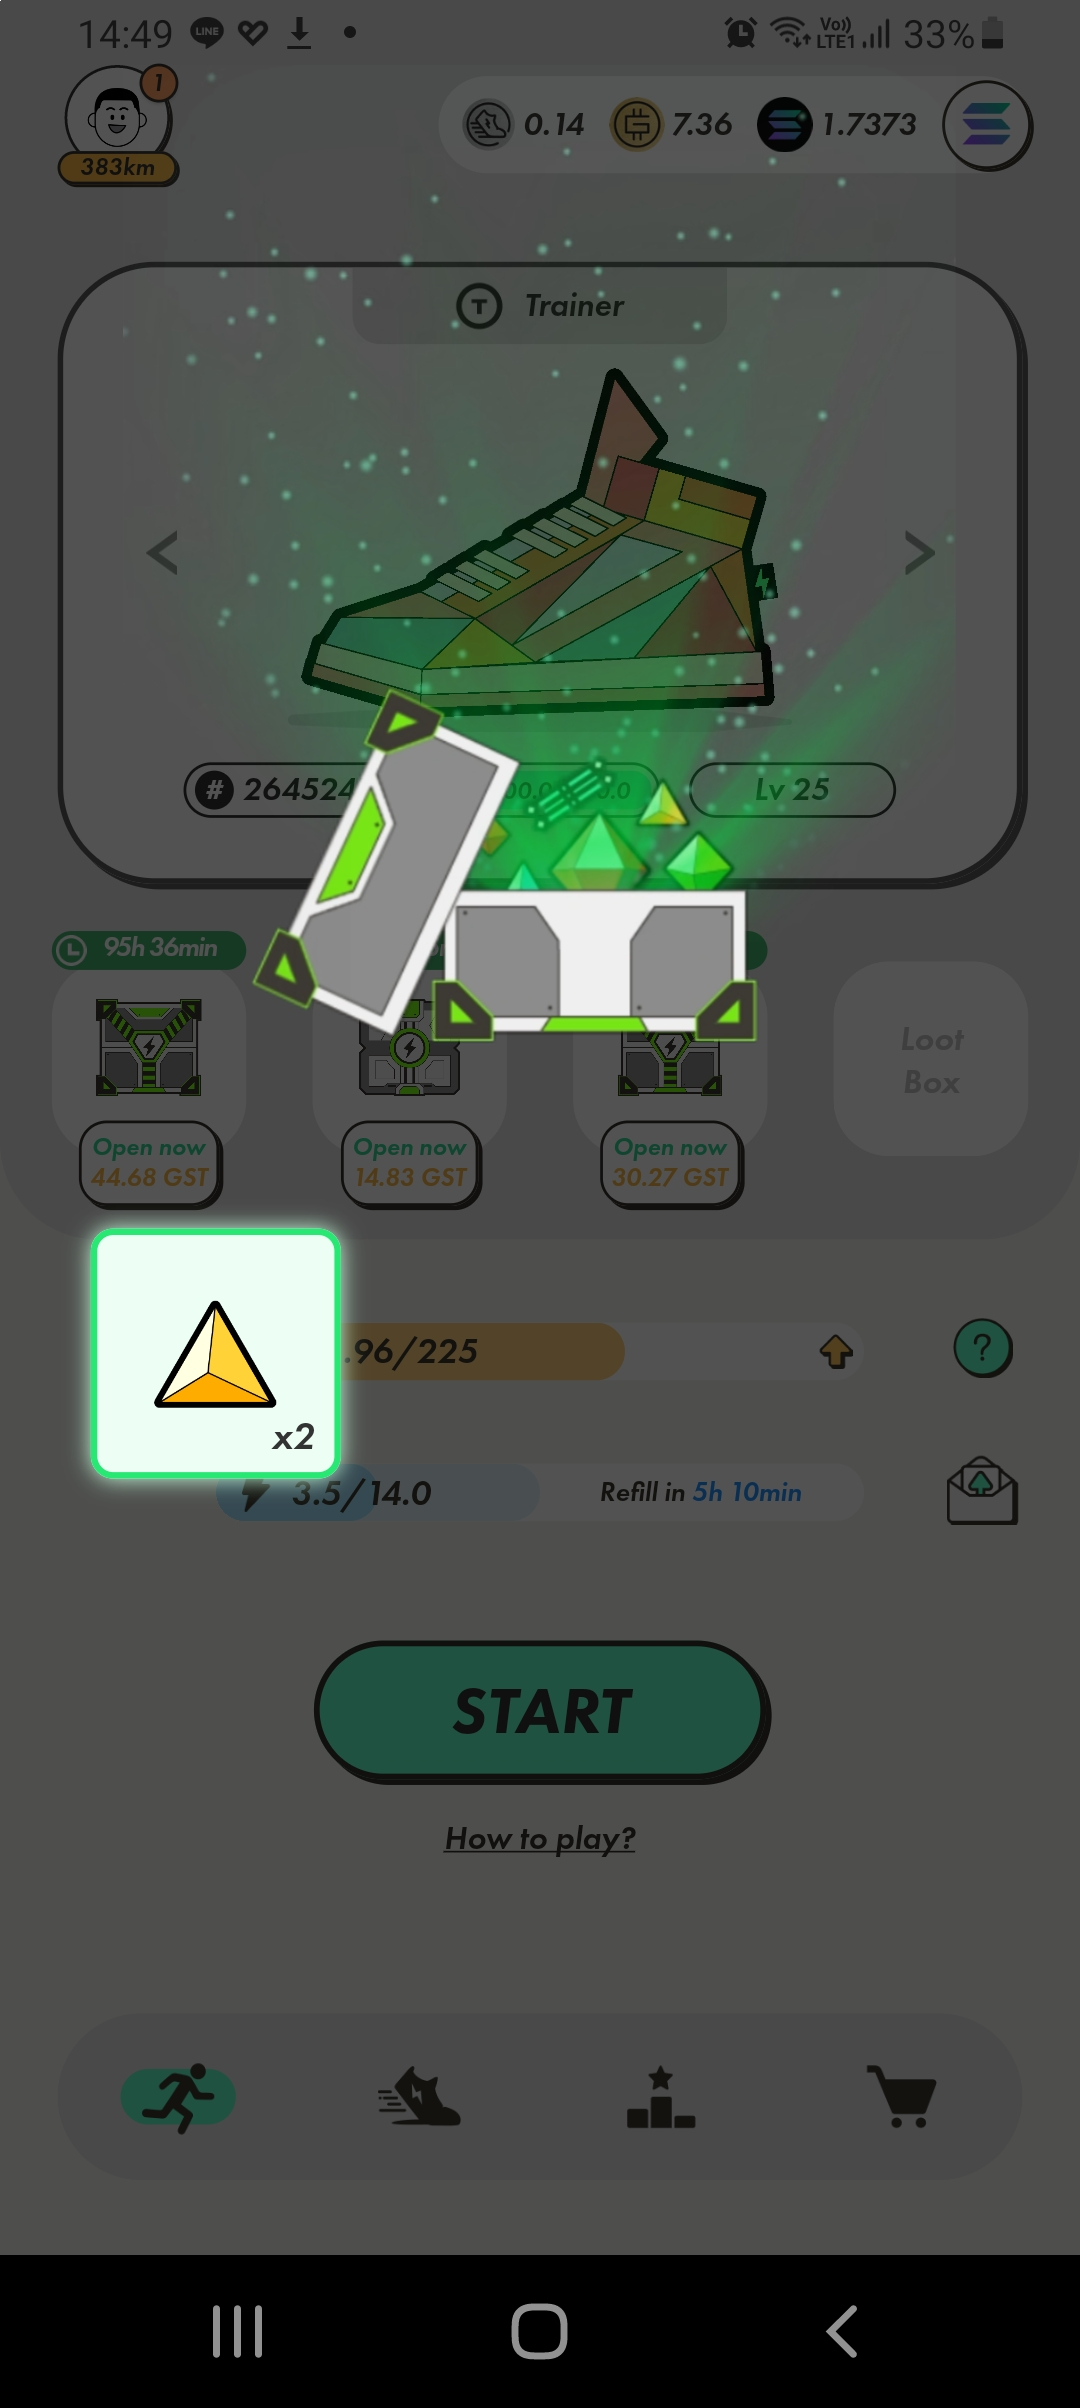 14:49 LINE Vo)) LTE1 33%
1
383km
0.14 7.36 1.7373
T Trainer
# 264524 Lv 25
95h 36min
Loot
Box
Open now Open now Open now
44.68 GST 14.83 GST 30.27 GST
.96/225 ?
x2
3.5/14.0 Refill in 5h 10min
START
How to play?